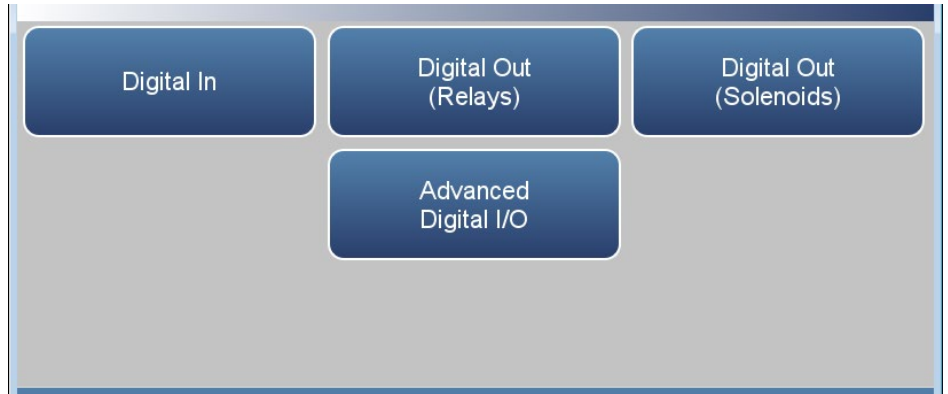 Digital In
Digital Out
(Relays)
Digital Out
(Solenoids)
Advanced
Digital I/O